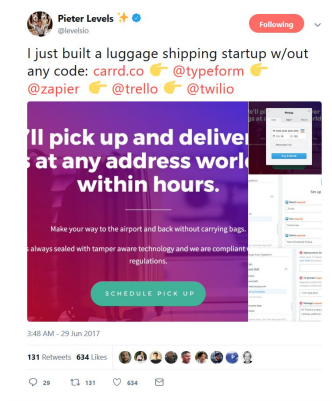 Pieter Levels
@levelsio
Following
I just built a luggage shipping startup w/out
any code: carrd.co 👉 @typeform 👉
@zapier 👉 @trello 👉 @twilio
'll pick up and deliver
s at any address worl
within hours.
Make your way to the airport and back without carrying bags.
always sealed with tamper aware technology and we are compliant
regulations.
SCHEDULE PICK UP
3:48 AM - 29 Jun 2017
131 Retweets 634 Likes
29 131 634